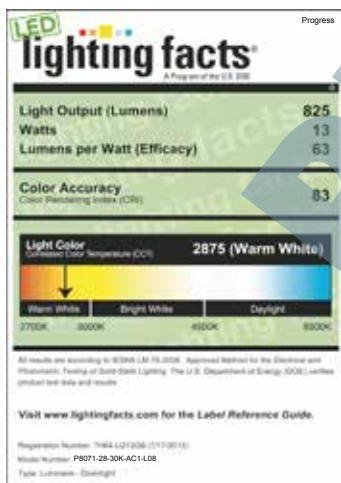 Progress
LED
lighting facts®
A Program of the U.S. DOE
Light Output (Lumens) 825
Watts 13
Lumens per Watt (Efficacy) 63
Color Accuracy 83
Color Rendering Index (CRI)
Light Color 2875 (Warm White)
Correlated Color Temperature (CCT)
Warm White Bright White Daylight
2700K 3000K 4500K 6500K
All results are according to IESNA LM-79-2008: Approved Method for the Electrical and
Photometric Testing of Solid-State Lighting. The U.S. Department of Energy (DOE) verifies
product test data and results.
Visit www.lightingfacts.com for the Label Reference Guide.
Registration Number:
Model Number: P8071-28-30K-AC1-L08
Type: Luminaire - Downlight